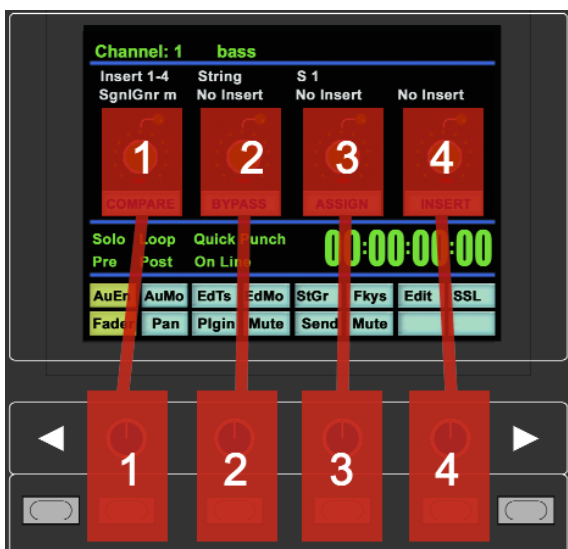 Channel: 1 bass
Insert 1-4 String S 1
SgnlGnr m No Insert No Insert No Insert
1 2 3 4
COMPARE BYPASS ASSIGN INSERT
Solo Loop Quick Punch 00:00:00:00
Pre Post On Line
AuEn AuMo EdTs EdMo StGr Fkys Edit SSL
Fader Pan Plgin Mute Send Mute
1 2 3 4